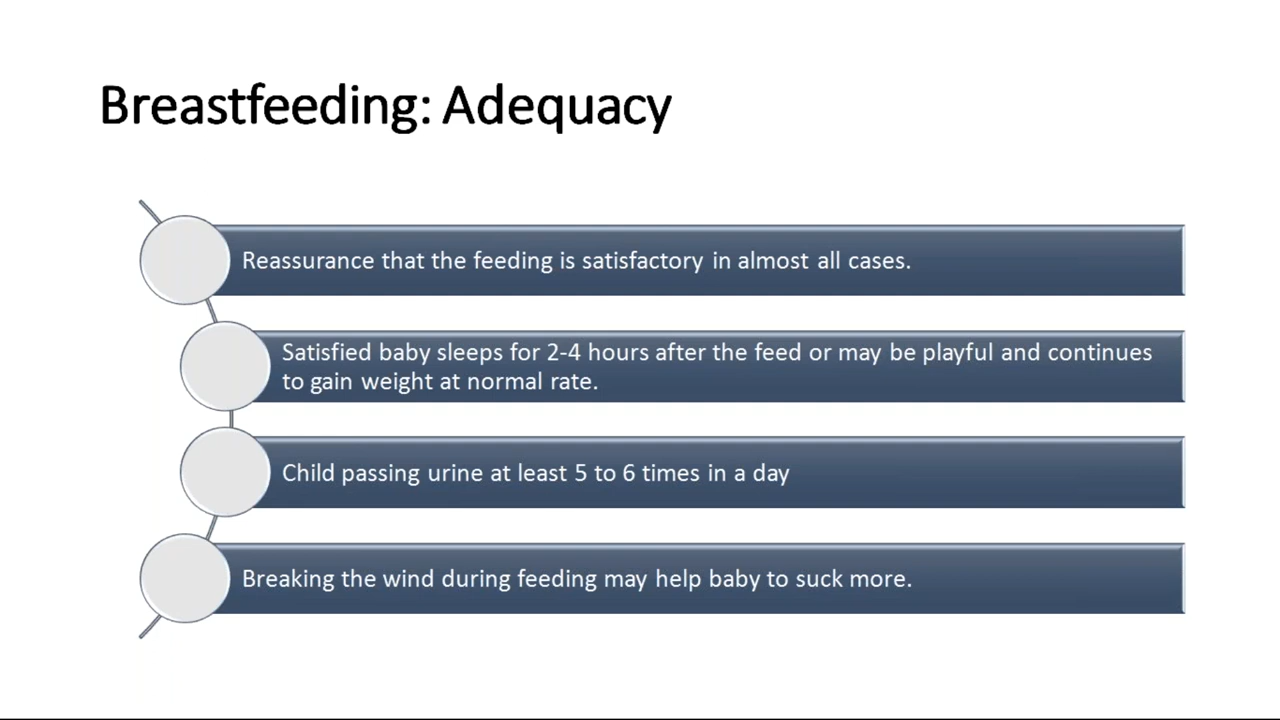 Breastfeeding: Adequacy
Reassurance that the feeding is satisfactory in almost all cases.
Satisfied baby sleeps for 2-4 hours after the feed or may be playful and continues
to gain weight at normal rate.
Child passing urine at least 5 to 6 times in a day
Breaking the wind during feeding may help baby to suck more.